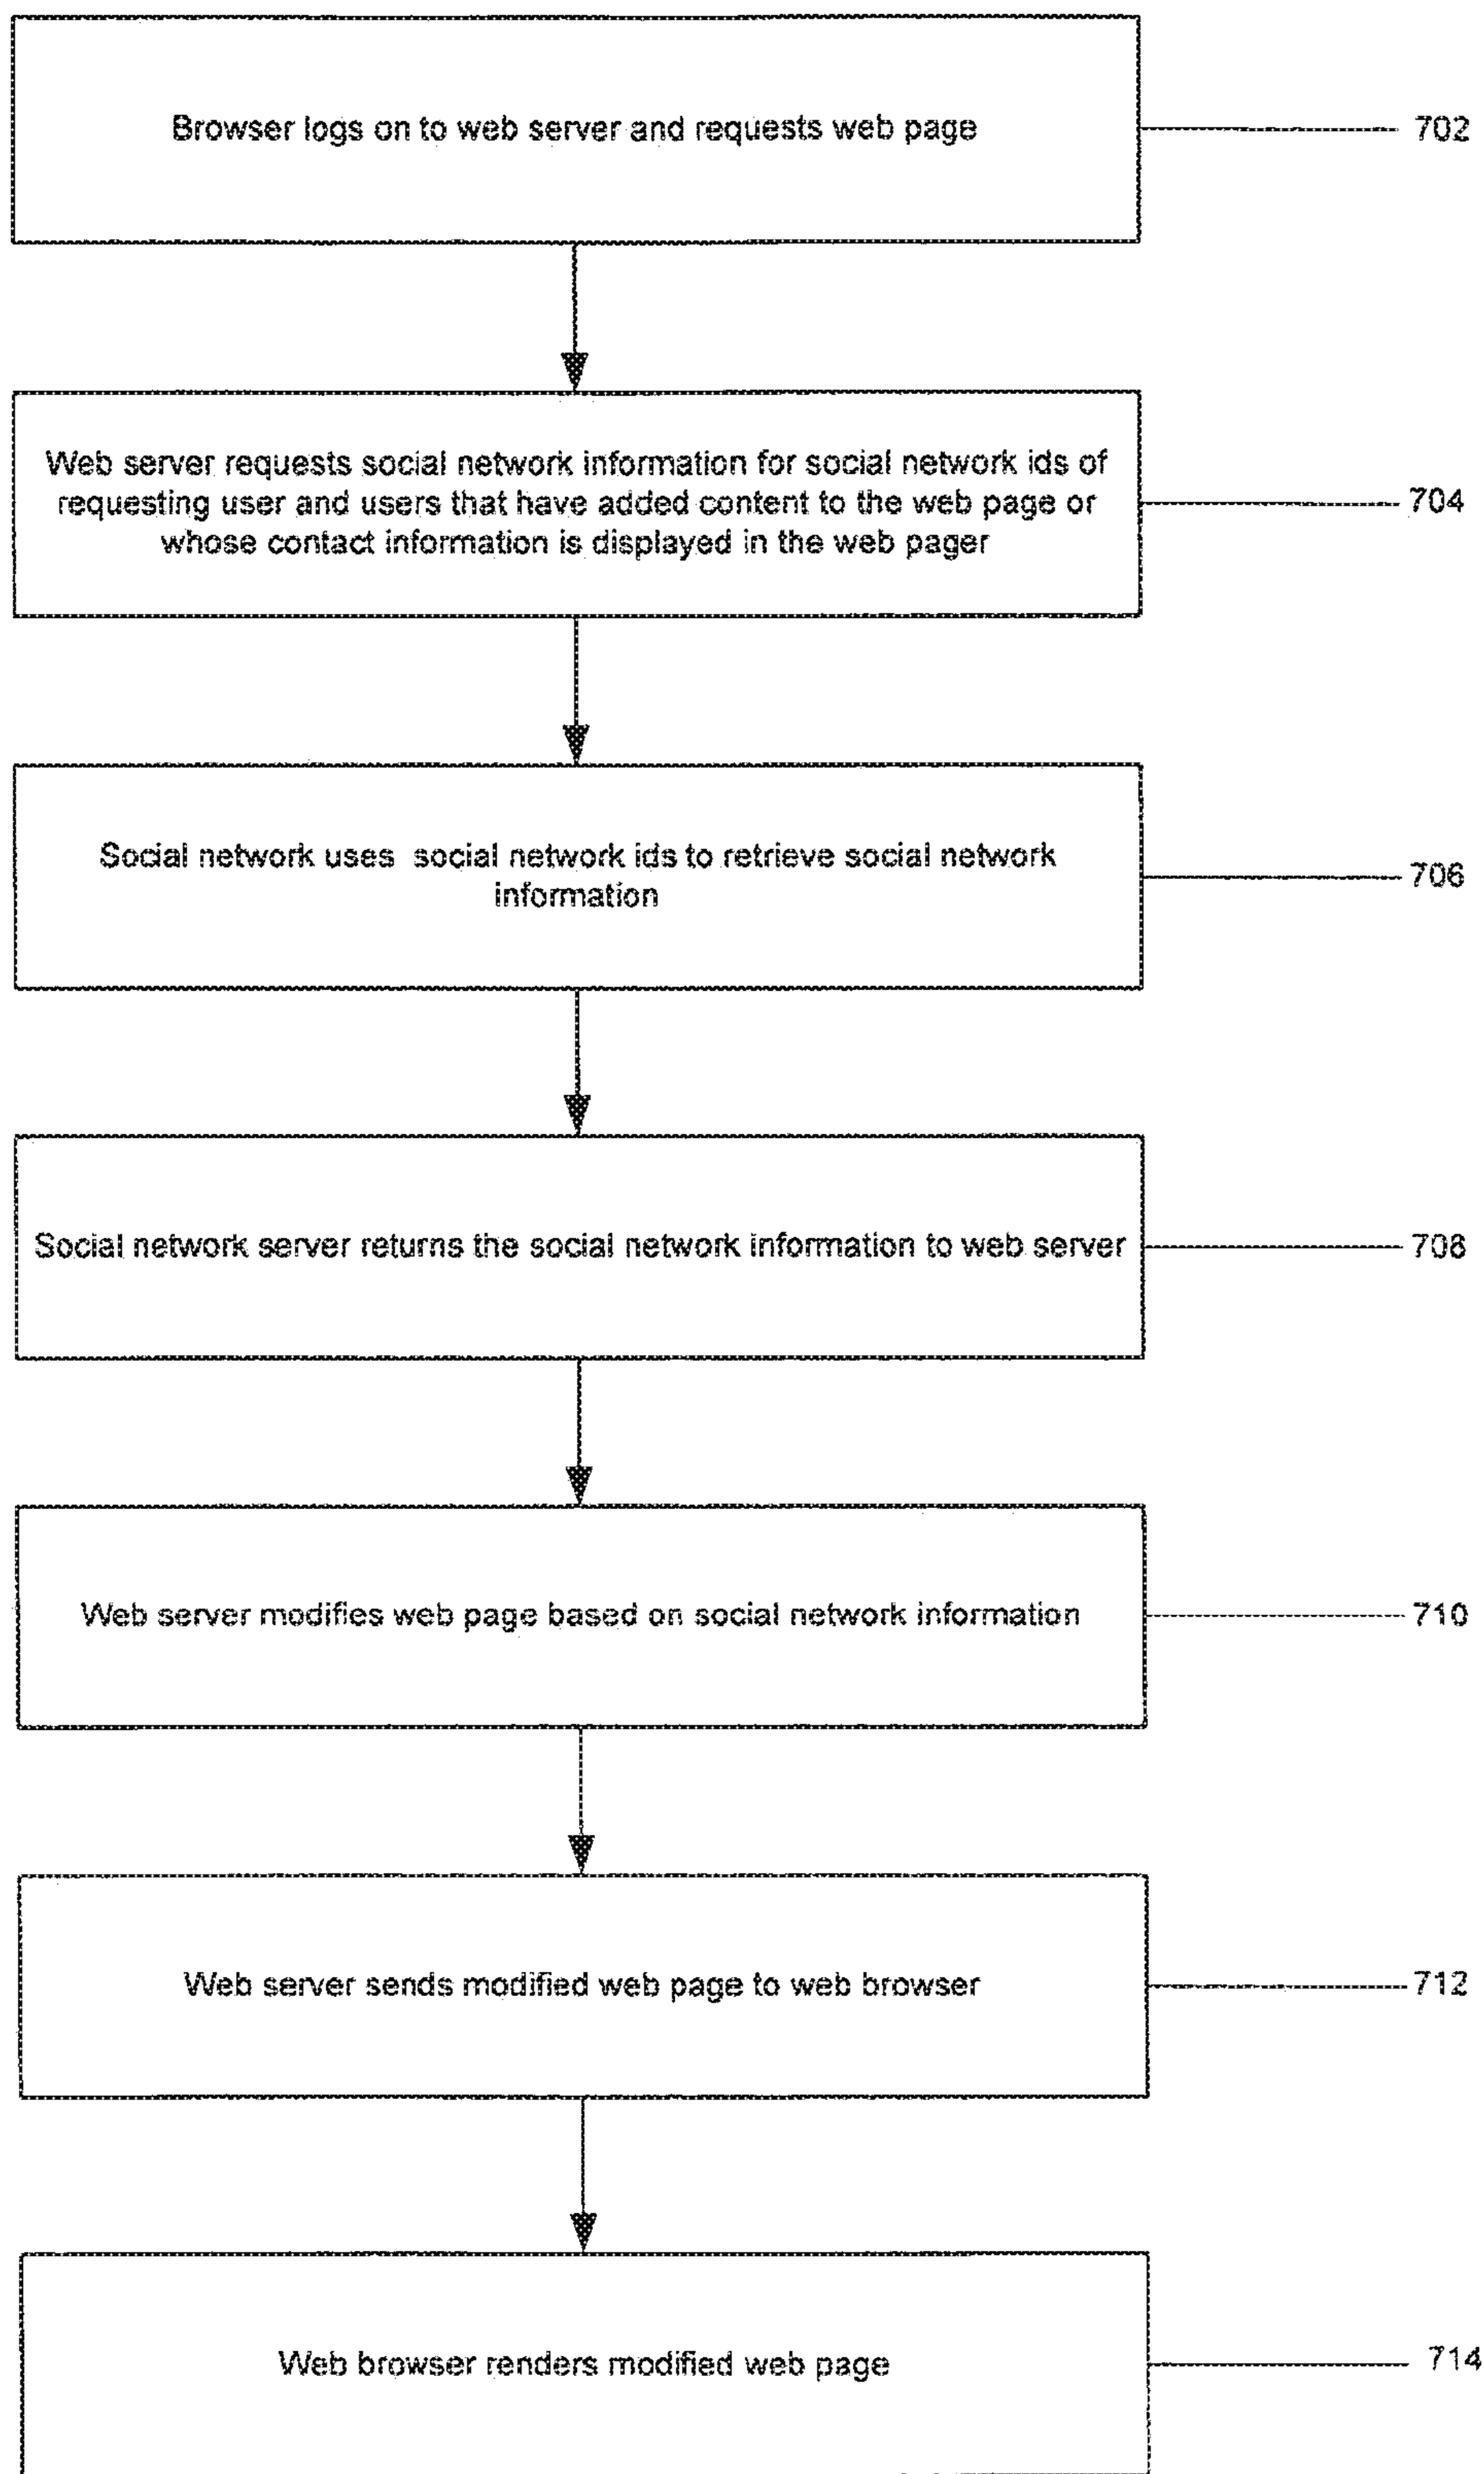 Browser logs on to web server and requests web page
702
Web server requests social network information for social network ids of
requesting user and users that have added content to the web page or
whose contact information is displayed in the web pager
704
Social network uses social network ids to retrieve social network
information
706
Social network server returns the social network information to web server
708
Web server modifies web page based on social network information
710
Web server sends modified web page to web browser
712
Web browser renders modified web page
714